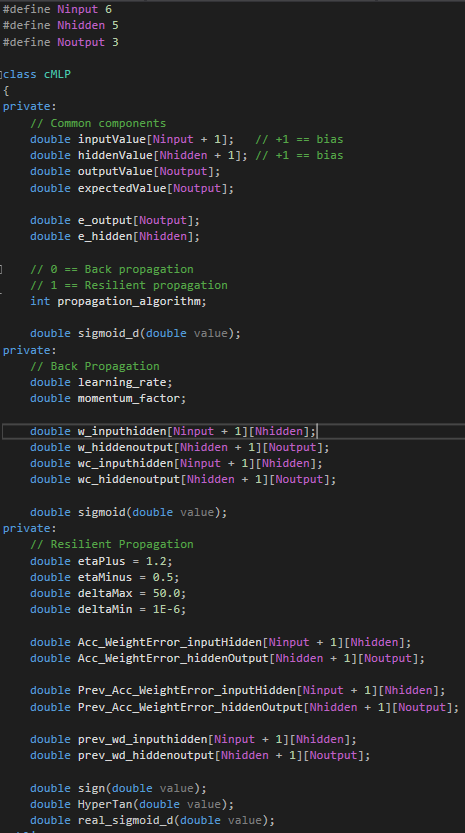 #define Ninput 6
#define Nhidden 5
#define Noutput 3
class cMLP
{
private:
// Common components
double inputValue[Ninput + 1];   // +1 == bias
double hiddenValue[Nhidden + 1]; // +1 == bias
double outputValue[Noutput];
double expectedValue[Noutput];
double e_output[Noutput];
double e_hidden[Nhidden];
// 0 == Back propagation
// 1 == Resilient propagation
int propagation_algorithm;
double sigmoid_d(double value);
private:
// Back Propagation
double learning_rate;
double momentum_factor;
double w_inputhidden[Ninput + 1][Nhidden];
double w_hiddenoutput[Nhidden + 1][Noutput];
double wc_inputhidden[Ninput + 1][Nhidden];
double wc_hiddenoutput[Nhidden + 1][Noutput];
double sigmoid(double value);
private:
// Resilient Propagation
double etaPlus = 1.2;
double etaMinus = 0.5;
double deltaMax = 50.0;
double deltaMin = 1E-6;
double Acc_WeightError_inputHidden[Ninput + 1][Nhidden];
double Acc_WeightError_hiddenOutput[Nhidden + 1][Noutput];
double Prev_Acc_WeightError_inputHidden[Ninput + 1][Nhidden];
double Prev_Acc_WeightError_hiddenOutput[Nhidden + 1][Noutput];
double prev_wd_inputhidden[Ninput + 1][Nhidden];
double prev_wd_hiddenoutput[Nhidden + 1][Noutput];
double sign(double value);
double HyperTan(double value);
double real_sigmoid_d(double value);